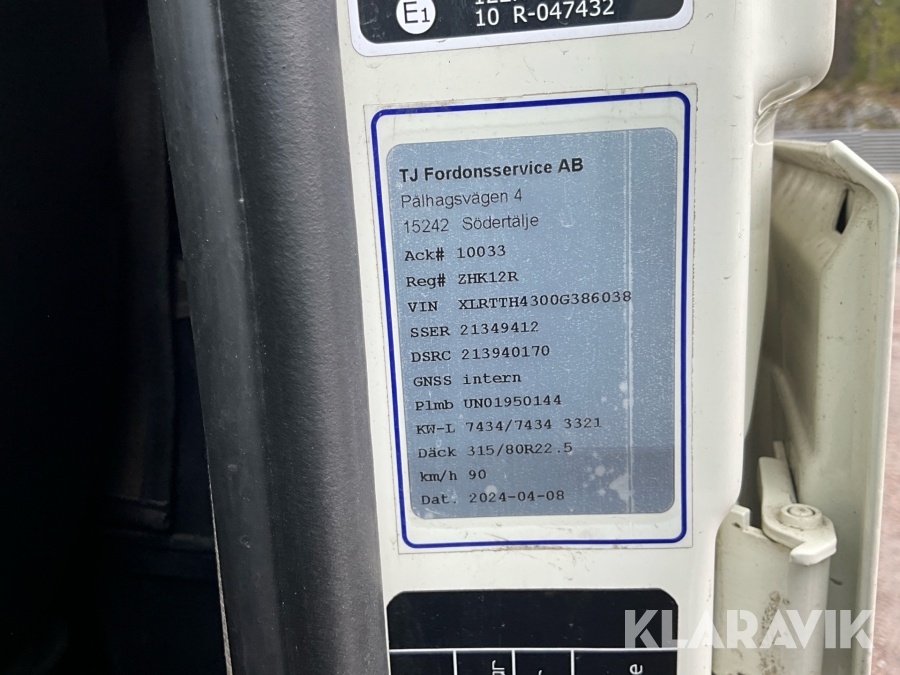 E1
10 R-047432
TJ Fordonsservice AB
Pålhagsvägen 4
15242 Södertälje
Ack# 10033
Reg# ZHK12R
VIN XLRTTH4300G386038
SSER 21349412
DSRC 213940170
GNSS intern
Plmb UN01950144
KW-L 7434/7434 3321
Däck 315/80R22.5
km/h 90
Dat. 2024-04-08
KLARAVIK